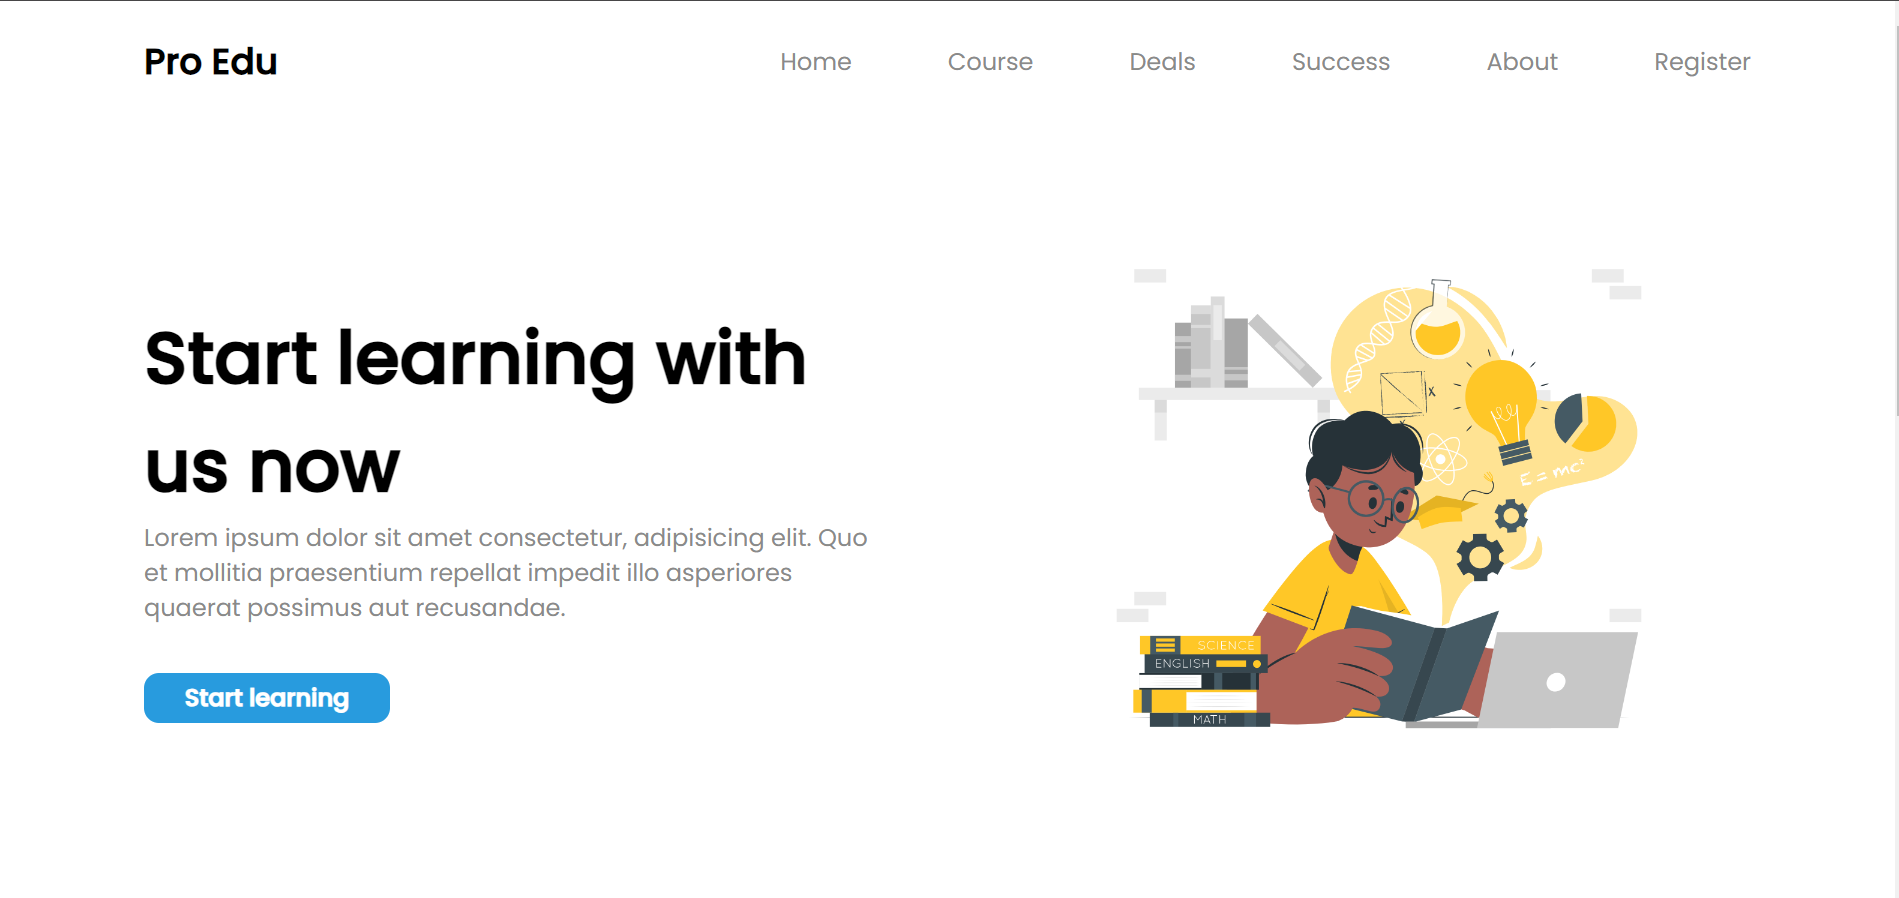 Pro Edu
Home Course Deals Success About Register
Start learning with
us now
Lorem ipsum dolor sit amet consectetur, adipisicing elit. Quo
et mollitia praesentium repellat impedit illo asperiores
quaerat possimus aut recusandae.
Start learning
x
E = mc²
SCIENCE
ENGLISH
MATH